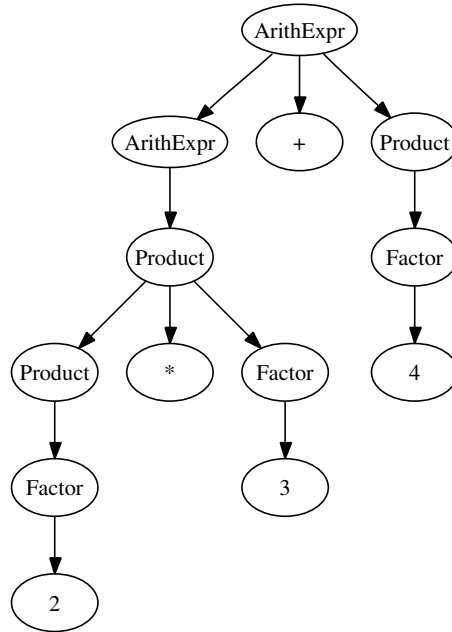 ArithExpr
ArithExpr
+
Product
Product
Factor
Product
*
Factor
4
Factor
3
2